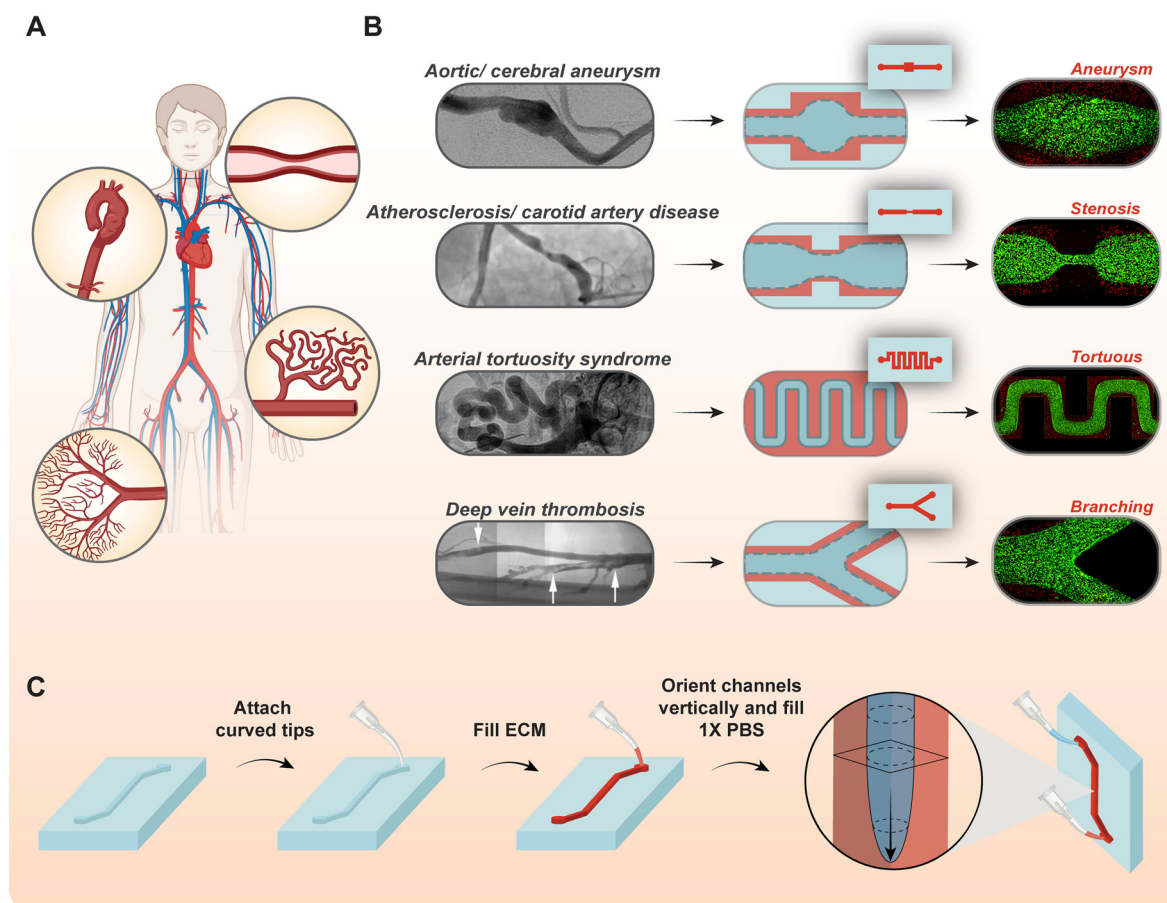 A
B
Aortic/ cerebral aneurysm
Aneurysm
Atherosclerosis/ carotid artery disease
Stenosis
Arterial tortuosity syndrome
Tortuous
Deep vein thrombosis
Branching
C
Attach
curved tips
Fill ECM
Orient channels
vertically and fill
1X PBS